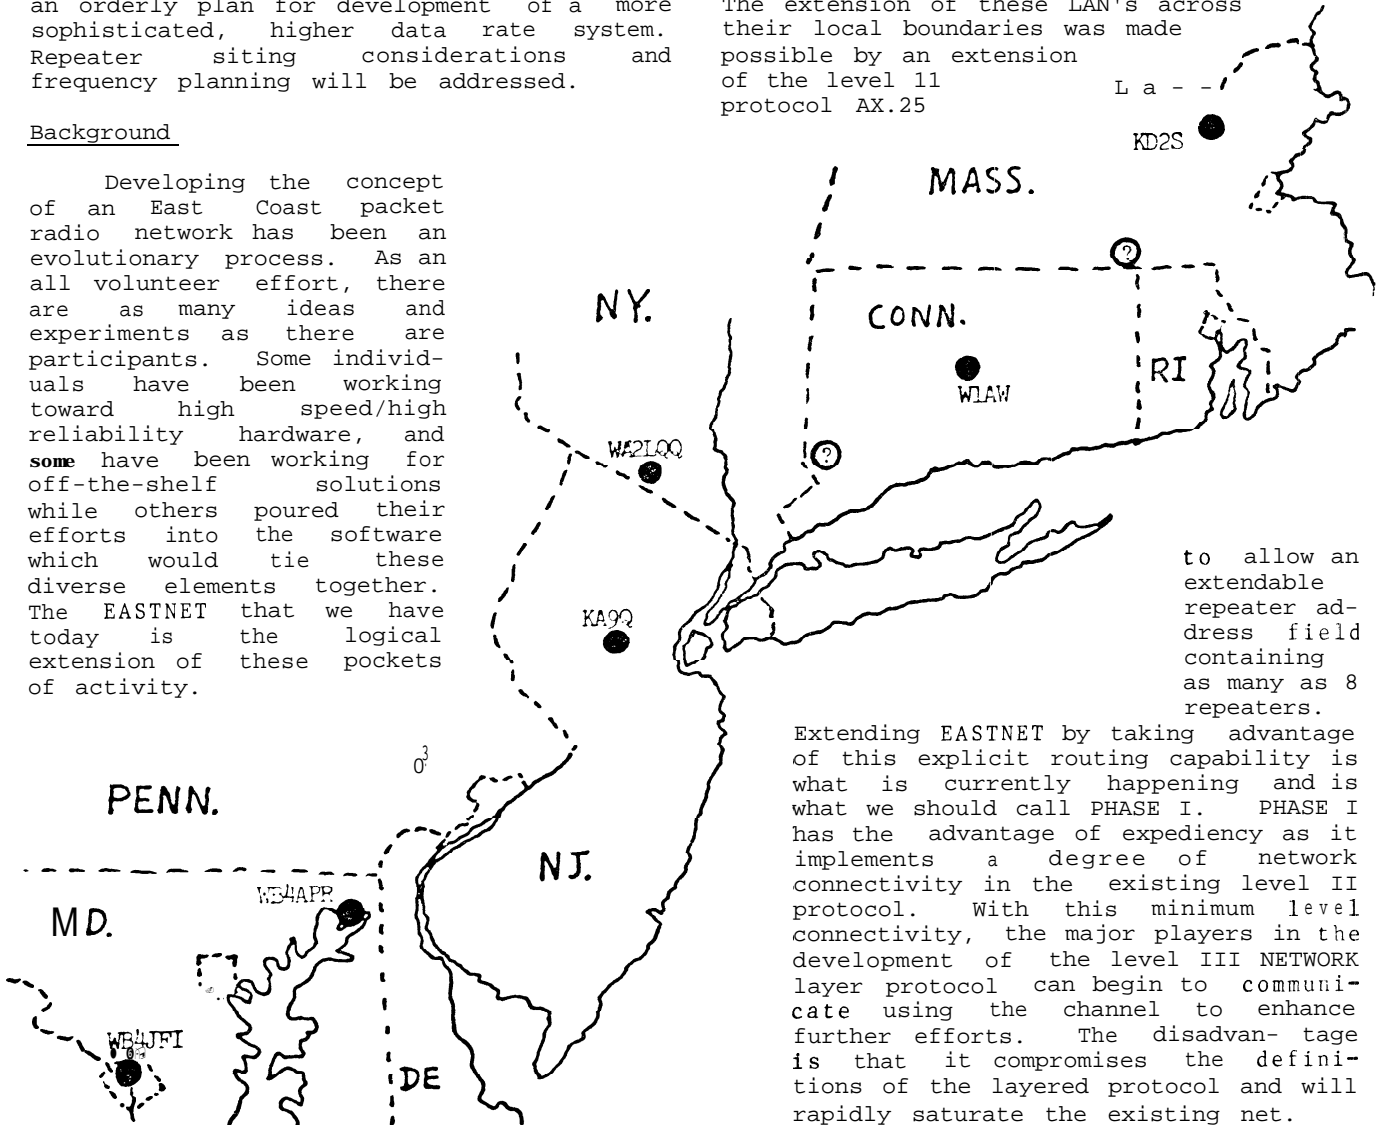 an orderly plan for development of a more
sophisticated, higher data rate system.
Repeater siting considerations and
frequency planning will be addressed.
Background
Developing the concept
of an East Coast packet
radio network has been an
evolutionary process. As an
all volunteer effort, there
are as many ideas and
experiments as there are
participants. Some individ-
uals have been working
toward high speed/high
reliability hardware, and
some have been working for
off-the-shelf solutions
while others poured their
efforts into the software
which would tie these
diverse elements together.
The EASTNET that we have
today is the logical
extension of these pockets
of activity.
The extension of these LAN's across
their local boundaries was made
possible by an extension
of the level 11
protocol AX.25
to allow an
extendable
repeater ad-
dress field
containing
as many as 8
repeaters.
Extending EASTNET by taking advantage
of this explicit routing capability is
what is currently happening and is
what we should call PHASE I. PHASE I
has the advantage of expediency as it
implements a degree of network
connectivity in the existing level II
protocol. With this minimum level
connectivity, the major players in the
development of the level III NETWORK
layer protocol can begin to communi-
cate using the channel to enhance
further efforts. The disadvan- tage
is that it compromises the defini-
tions of the layered protocol and will
rapidly saturate the existing net.
La--
KD2S
MASS.
?
NY.
CONN.
RI
W1AW
WA2LQQ
?
KA9Q
03
PENN.
NJ.
WB4APR
MD.
WB4JFI
DE